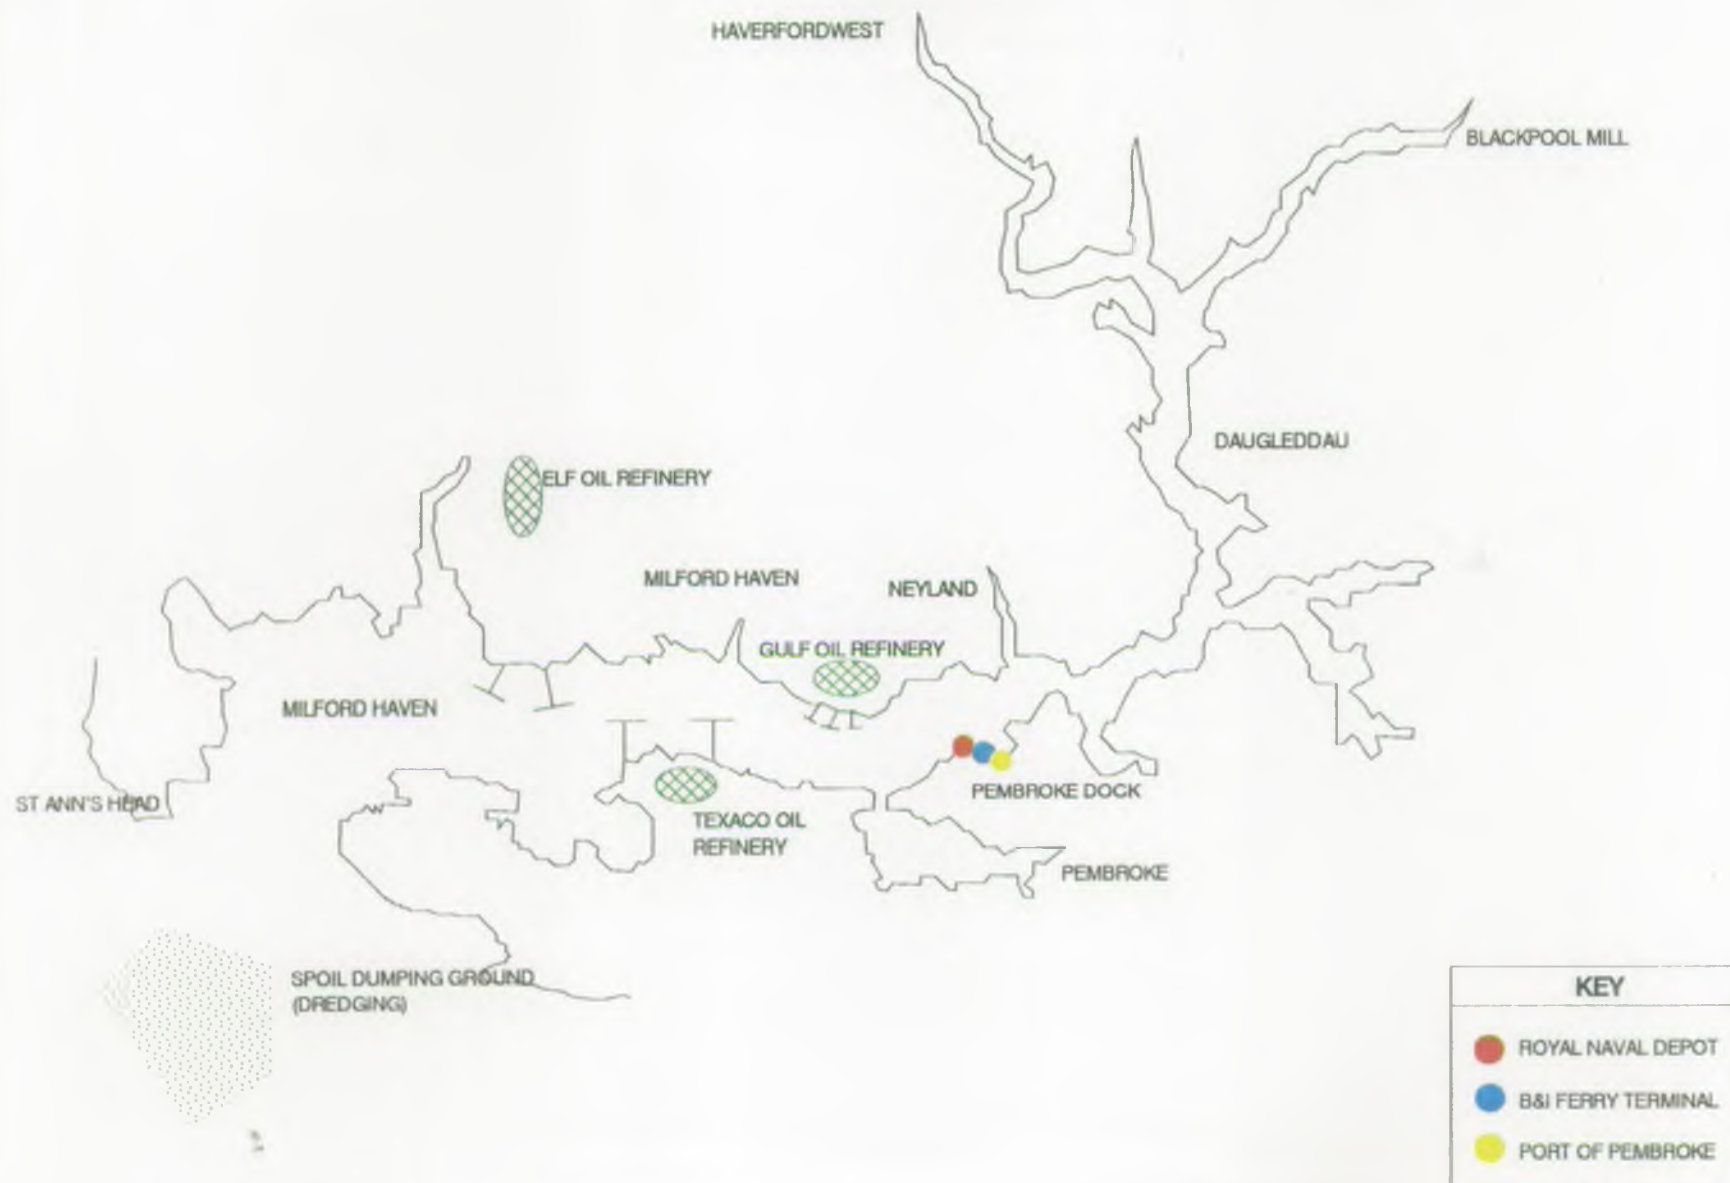 HAVERFORDWEST
BLACKPOOL MILL
DAUGLEDDAU
ELF OIL REFINERY
MILFORD HAVEN
NEYLAND
GULF OIL REFINERY
MILFORD HAVEN
ST ANN'S HEAD
PEMBROKE DOCK
TEXACO OIL
REFINERY
PEMBROKE
SPOIL DUMPING GROUND
(DREDGING)
KEY
ROYAL NAVAL DEPOT
B&I FERRY TERMINAL
PORT OF PEMBROKE